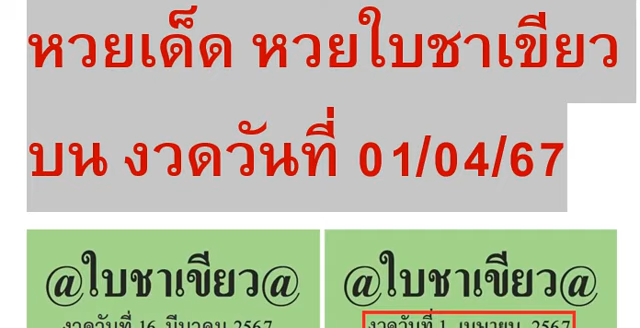 หวยเด็ด หวยใบชาเขียว
บน งวดวันที่ 01/04/67
@ใบชาเขียว@ @ใบชาเขียว@
งวดวันที่ 16 มีนาคม 2567 งวดวันที่ 1 เมษายน 2567